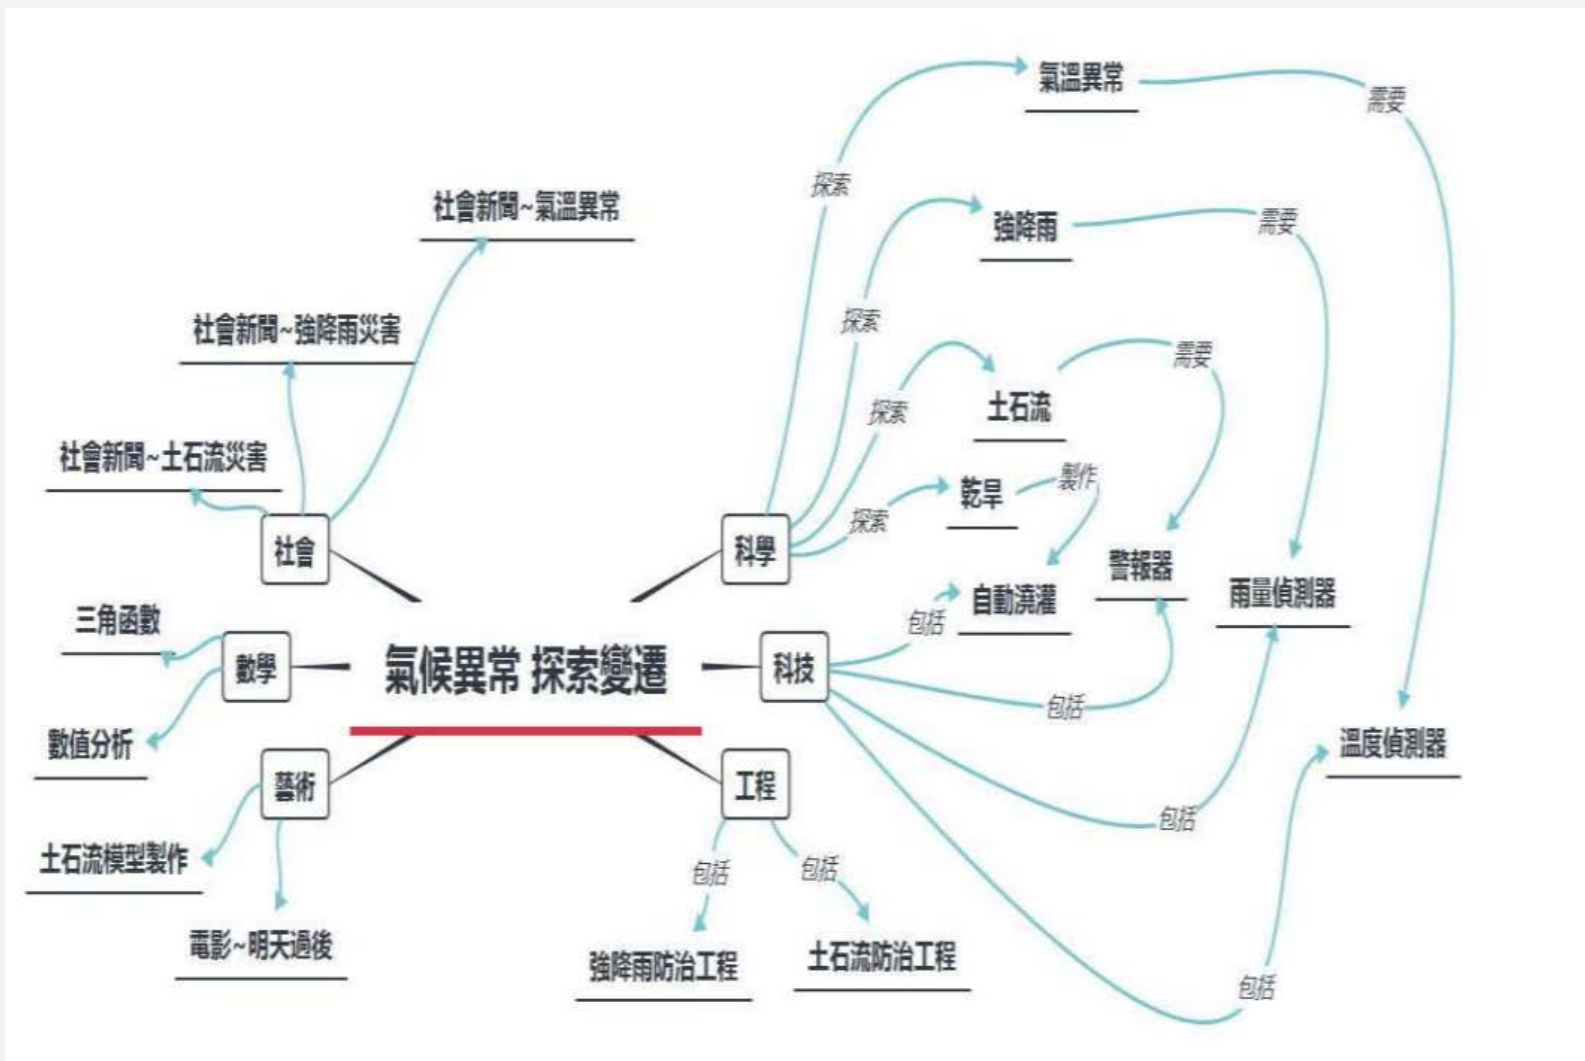 氣溫異常
需要
探索
社會新聞~氣溫異常
強降雨
需要
社會新聞~強降雨災害
探索
需要
土石流
探索
社會新聞~土石流災害
乾旱
製作
探索
社會
科學
警報器
雨量偵測器
自動澆灌
包括
三角函數
數學
氣候異常 探索變遷
科技
包括
數值分析
溫度偵測器
藝術
工程
包括
土石流模型製作
包括
包括
電影~明天過後
強降雨防治工程
土石流防治工程
包括